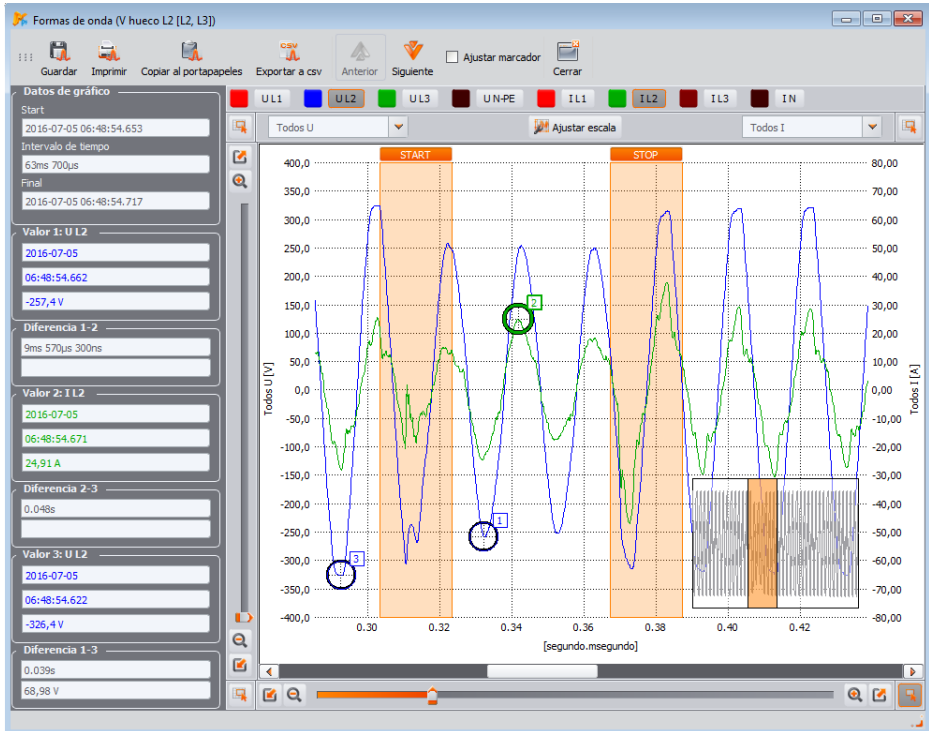 Formas de onda (V hueco L2 [L2, L3])
Guardar Imprimir Copiar al portapapeles CSV Exportar a csv Anterior Siguiente Ajustar marcador Cerrar
Datos de gráfico
Start
2016-07-05 06:48:54.653
Intervalo de tiempo
63ms 700µs
Final
2016-07-05 06:48:54.717
Valor 1: U L2
2016-07-05
06:48:54.662
-257,4 V
Diferencia 1-2
9ms 570µs 300ns
Valor 2: I L2
2016-07-05
06:48:54.671
24,91 A
Diferencia 2-3
0.048s
Valor 3: U L2
2016-07-05
06:48:54.622
-326,4 V
Diferencia 1-3
0.039s
68,98 V
U L1 U L2 U L3 U N-PE I L1 I L2 I L3 I N
Todos U Ajustar escala Todos I
START STOP
400,0
350,0
300,0
250,0
200,0
150,0
100,0
50,0
0,0
-50,0
-100,0
-150,0
-200,0
-250,0
-300,0
-350,0
-400,0
Todos U [V]
2
1
3
80,00
70,00
60,00
50,00
40,00
30,00
20,00
10,00
0,00
-10,00
-20,00
-30,00
-40,00
-50,00
-60,00
-70,00
-80,00
Todos I [A]
0.30 0.32 0.34 0.36 0.38 0.40 0.42
[segundo.msegundo]